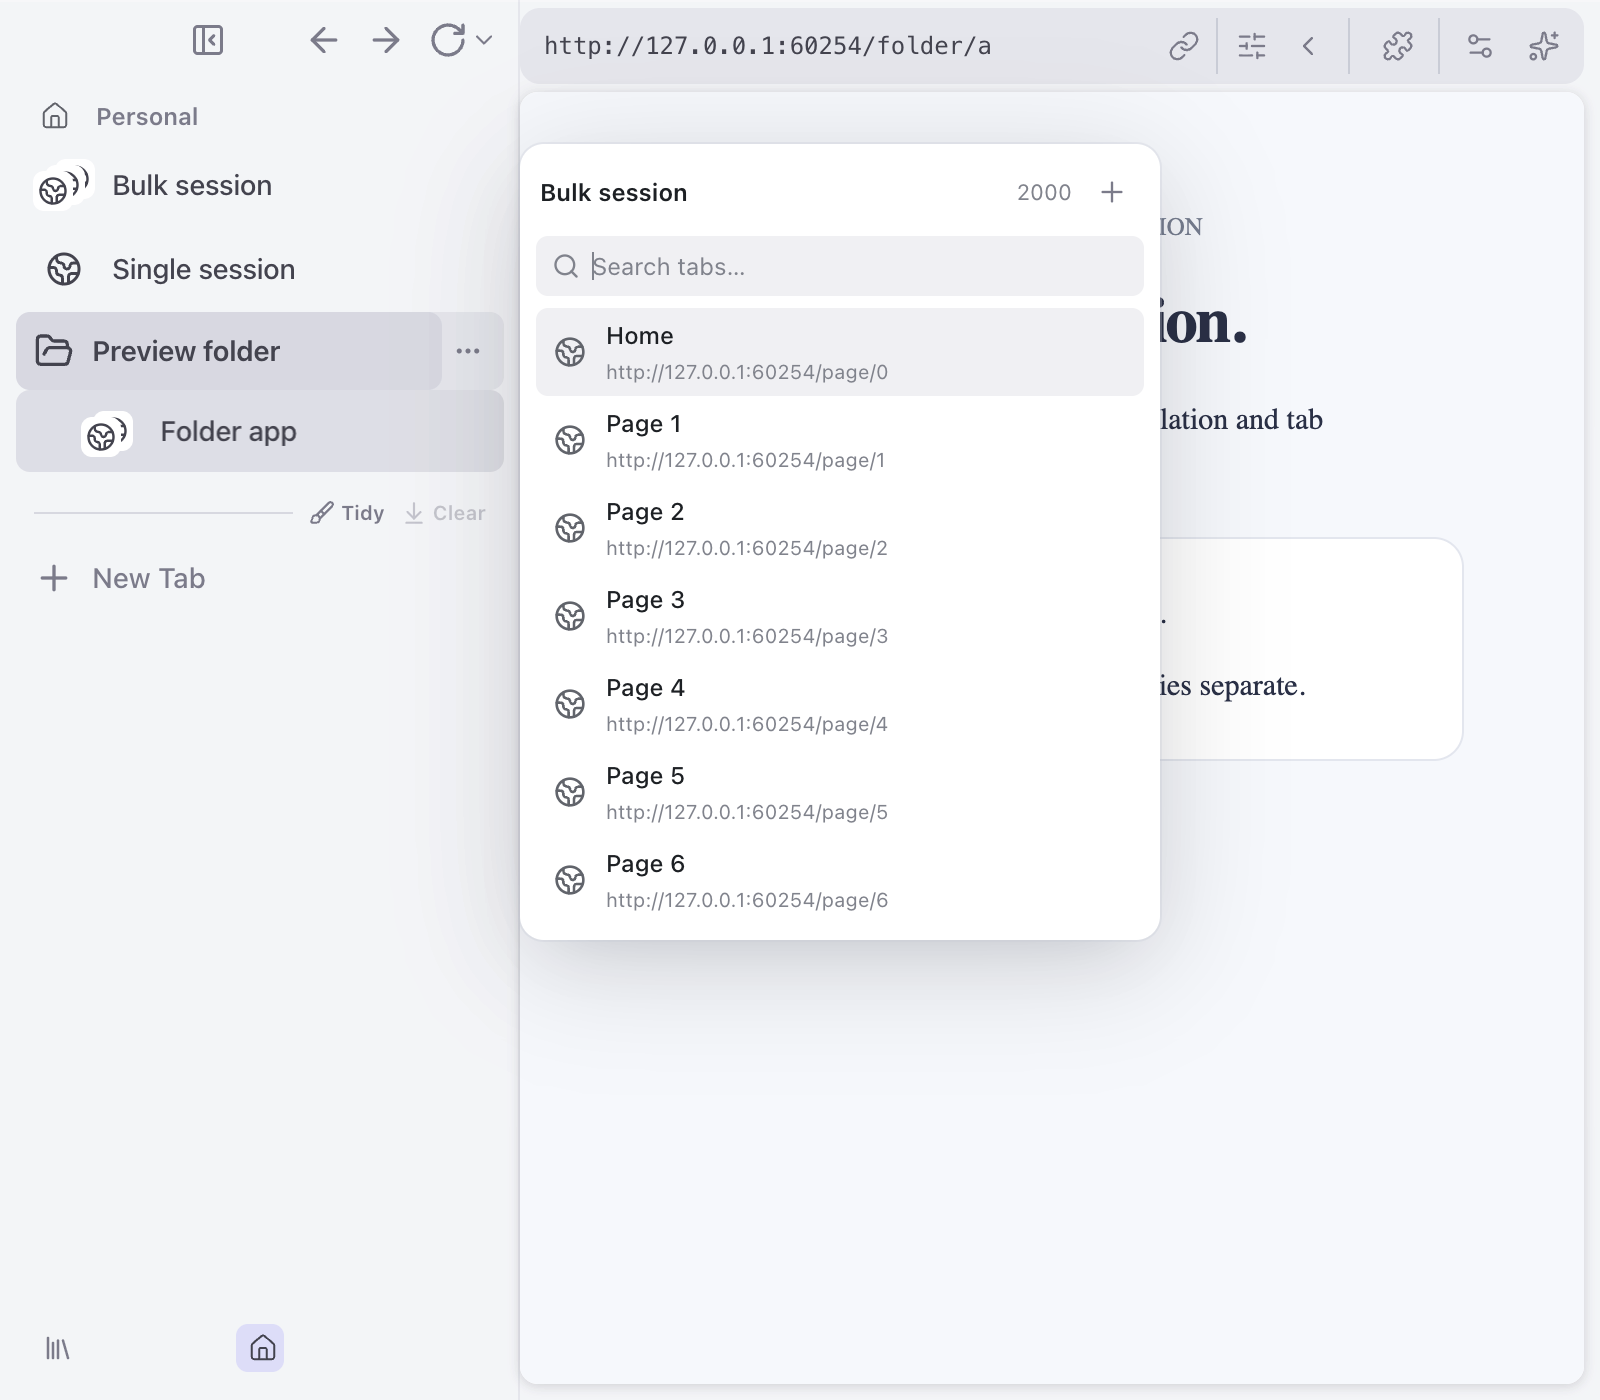 http://127.0.0.1:60254/folder/a
Personal
Bulk session
Single session
Preview folder
Folder app
Tidy
Clear
New Tab
Bulk session
2000
Search tabs...
Home
http://127.0.0.1:60254/page/0
Page 1
http://127.0.0.1:60254/page/1
Page 2
http://127.0.0.1:60254/page/2
Page 3
http://127.0.0.1:60254/page/3
Page 4
http://127.0.0.1:60254/page/4
Page 5
http://127.0.0.1:60254/page/5
Page 6
http://127.0.0.1:60254/page/6
ION
ion.
lation and tab
.
ies separate.